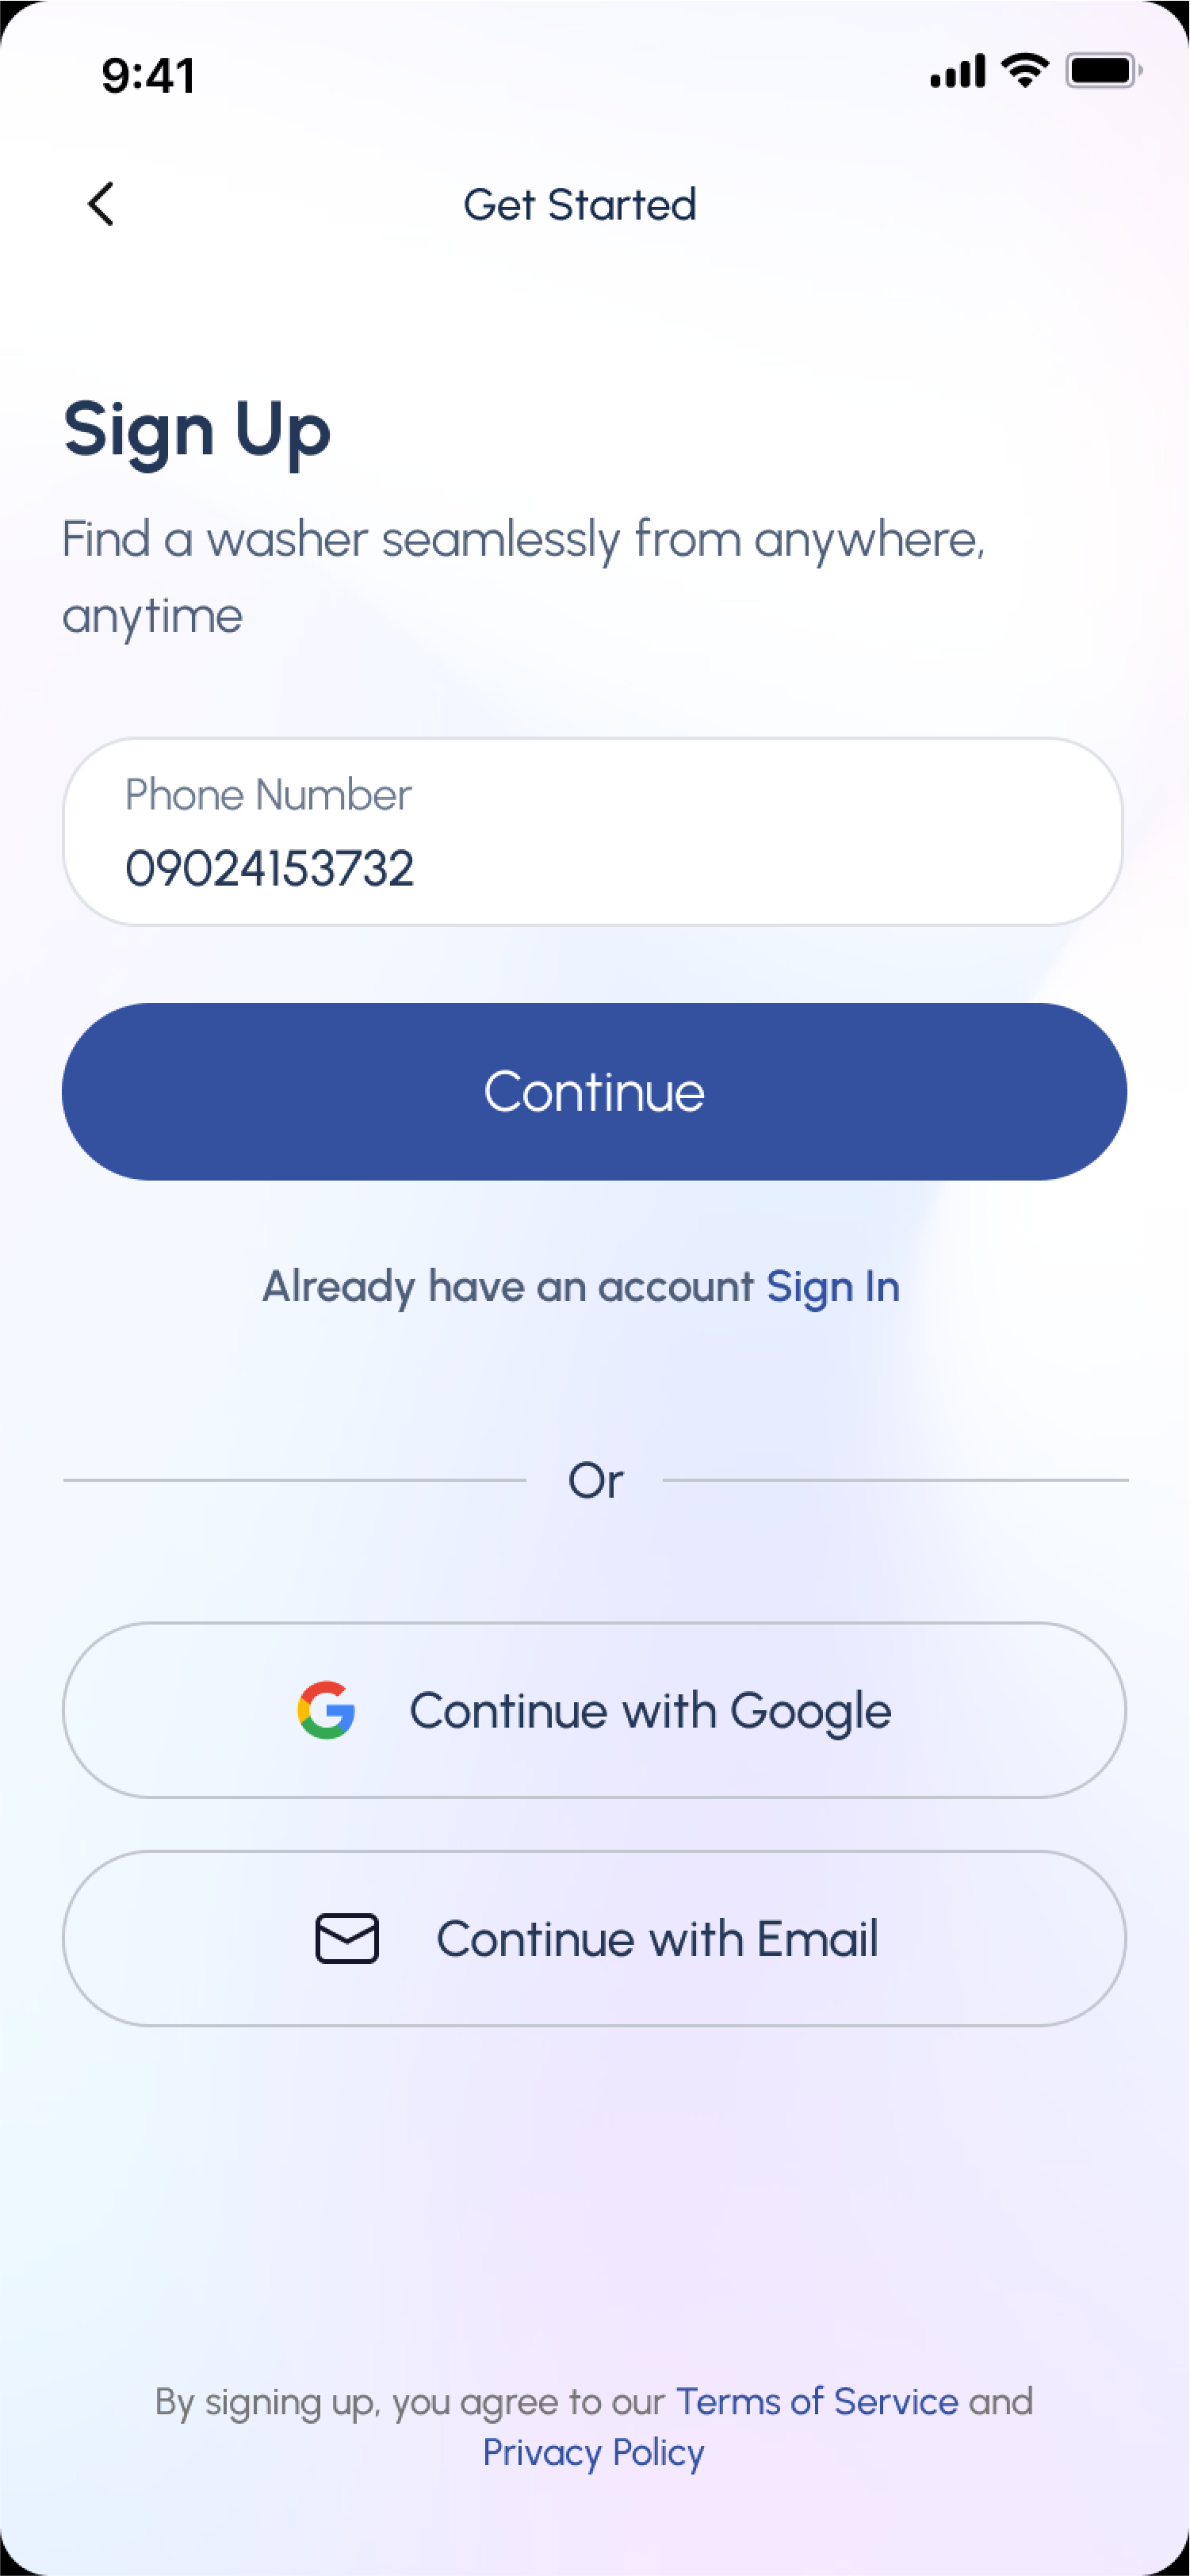 9:41
Get Started
Sign Up
Find a washer seamlessly from anywhere,
anytime
Phone Number
09024153732
Continue
Already have an account Sign In
Or
Continue with Google
Continue with Email
By signing up, you agree to our Terms of Service and
Privacy Policy